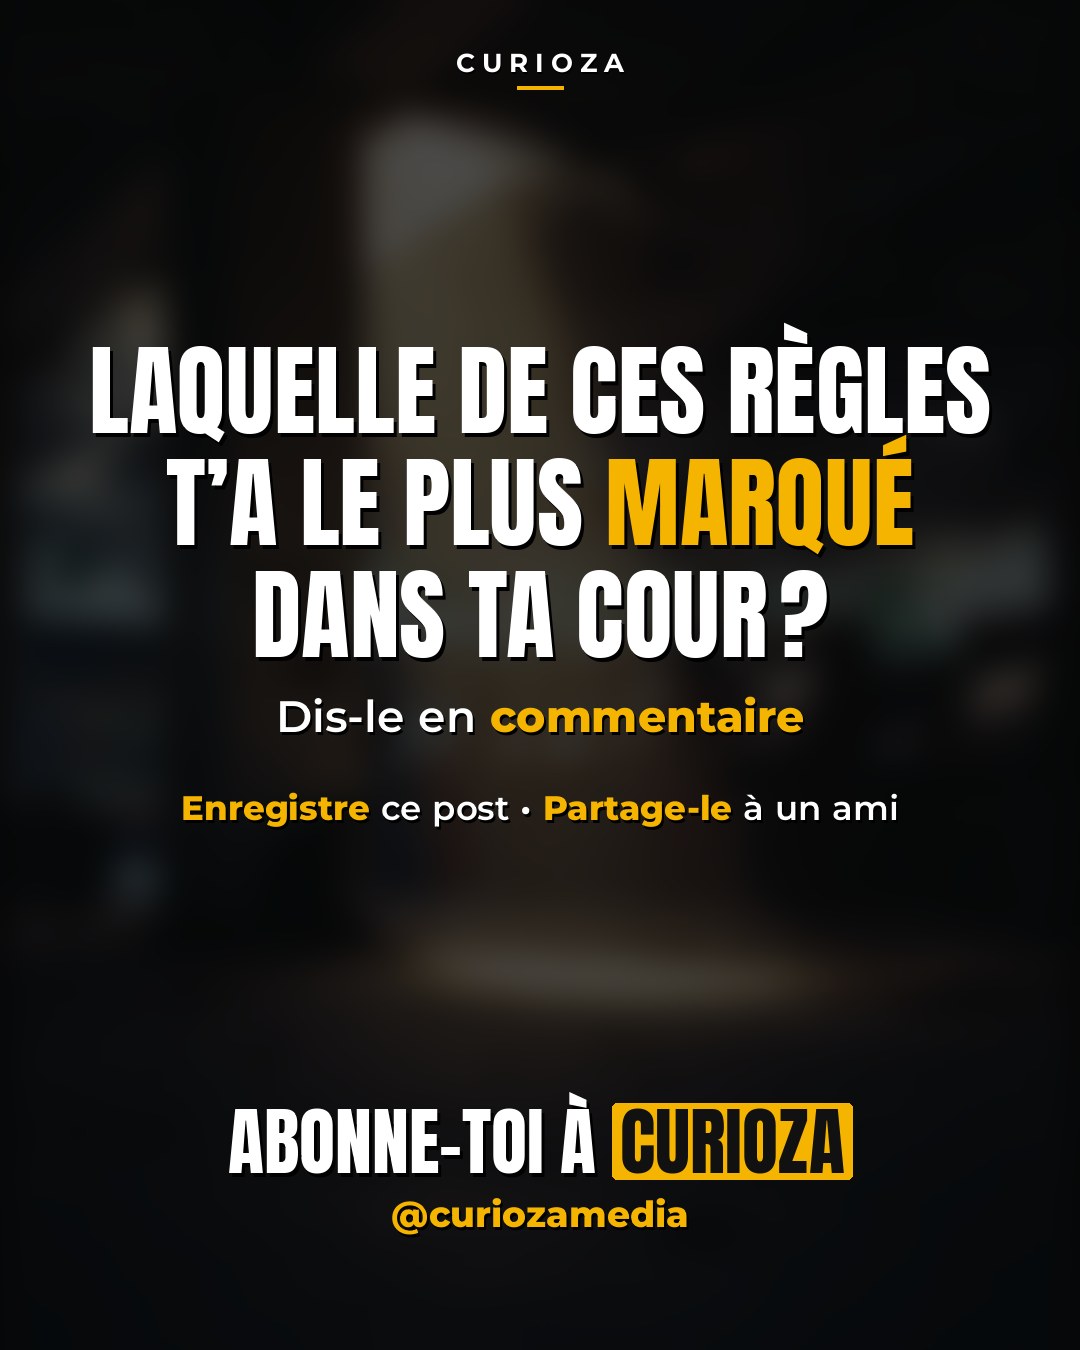 CURIOZA
LAQUELLE DE CES RÈGLES
T’A LE PLUS MARQUÉ
DANS TA COUR ?
Dis-le en commentaire
Enregistre ce post • Partage-le à un ami
ABONNE-TOI À CURIOZA
@curiozamedia